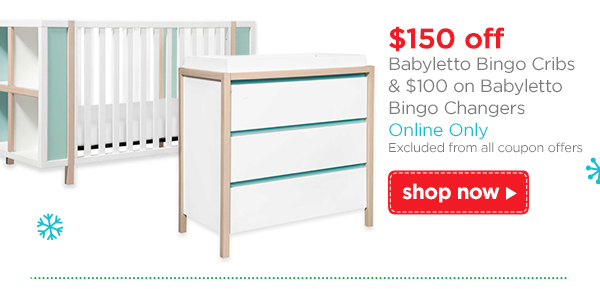 $150 off
Babyletto Bingo Cribs
& $100 on Babyletto
Bingo Changers
Online Only
Excluded from all coupon offers
shop now